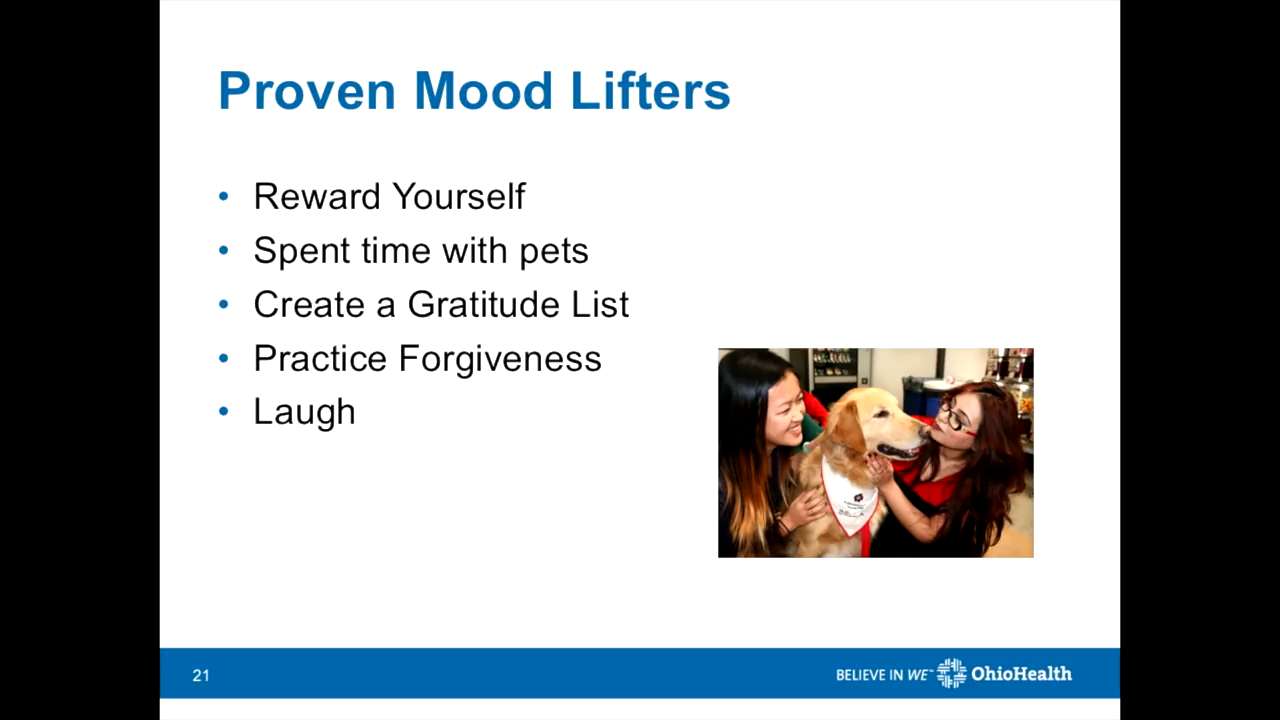 Proven Mood Lifters
• Reward Yourself
• Spent time with pets
• Create a Gratitude List
• Practice Forgiveness
• Laugh
21
BELIEVE IN WE™ OhioHealth